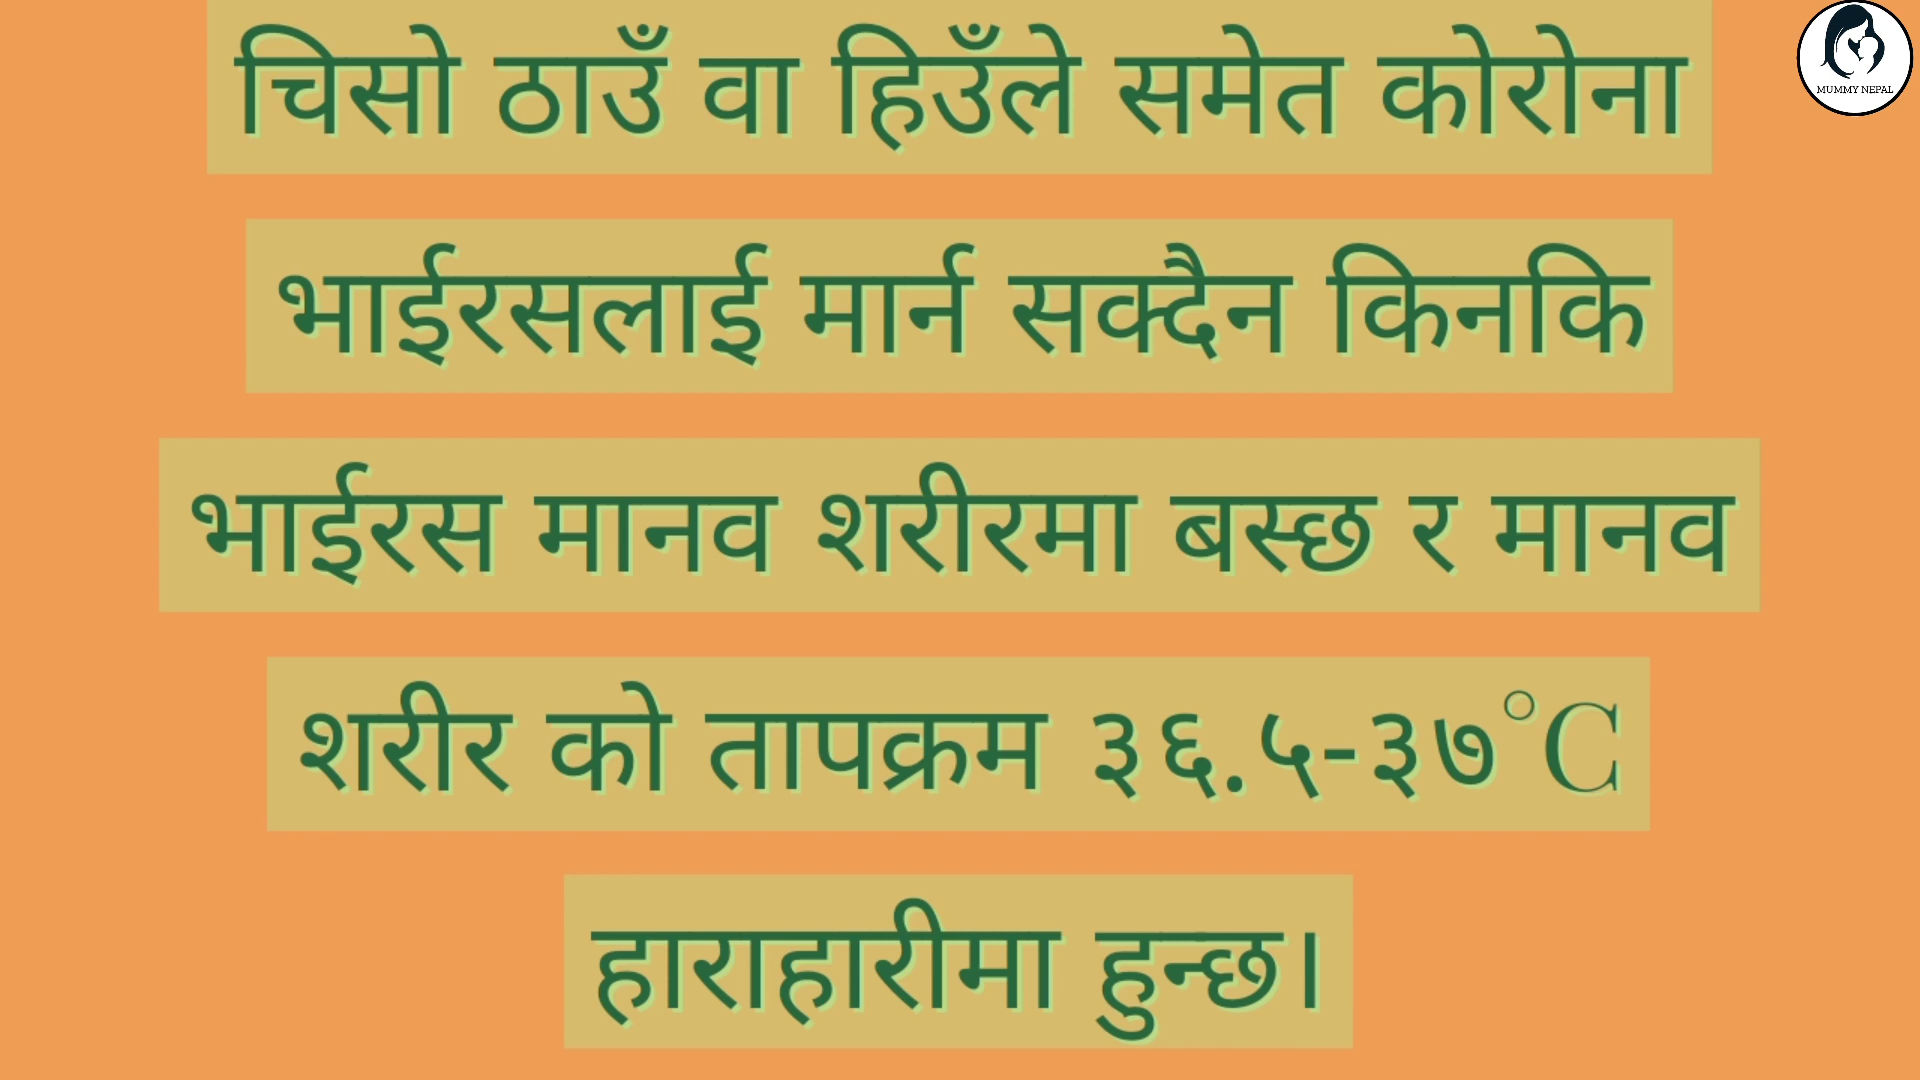 चिसो ठाउँ वा हिउँले समेत कोरोना
MUMMY NEPAL
भाईरसलाई मार्न सक्दैन किनकि
भाईरस मानव शरीरमा बस्छ र मानव
शरीर को तापक्रम ३६.५-३७°C
हाराहारीमा हुन्छ।